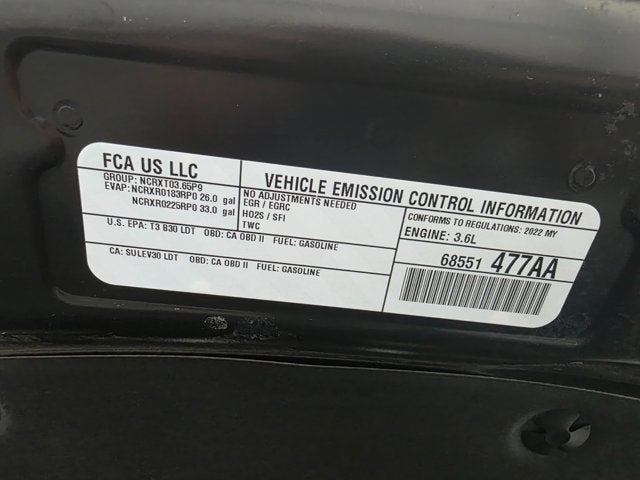 FCA US LLC
GROUP: NCRXT03.65P9
EVAP: NCRXR0183RP0 26.0 gal
NCRXR0225RP0 33.0 gal
VEHICLE EMISSION CONTROL INFORMATION
NO ADJUSTMENTS NEEDED
EGR / EGRC
HO2S / SFI
TWC
CONFORMS TO REGULATIONS: 2022 MY
ENGINE: 3.6L
U.S. EPA: T3 B30 LDT OBD: CA OBD II FUEL: GASOLINE
CA: SULEV30 LDT OBD: CA OBD II FUEL: GASOLINE
68551 477AA